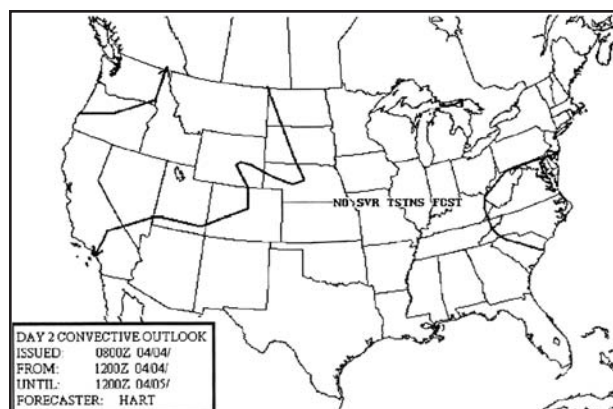 NO SVR TSTMS FCST
DAY 2 CONVECTIVE OUTLOOK
ISSUED: 0800Z 04/04/
FROM: 1200Z 04/04/
UNTIL: 1200Z 04/05/
FORECASTER: HART